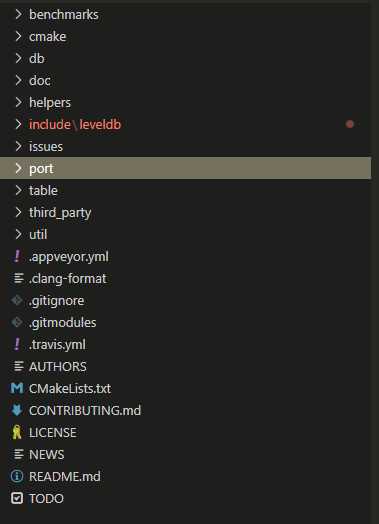 benchmarks
cmake
db
doc
helpers
include\leveldb
issues
port
table
third_party
util
.appveyor.yml
.clang-format
.gitignore
.gitmodules
.travis.yml
AUTHORS
CMakeLists.txt
CONTRIBUTING.md
LICENSE
NEWS
README.md
TODO